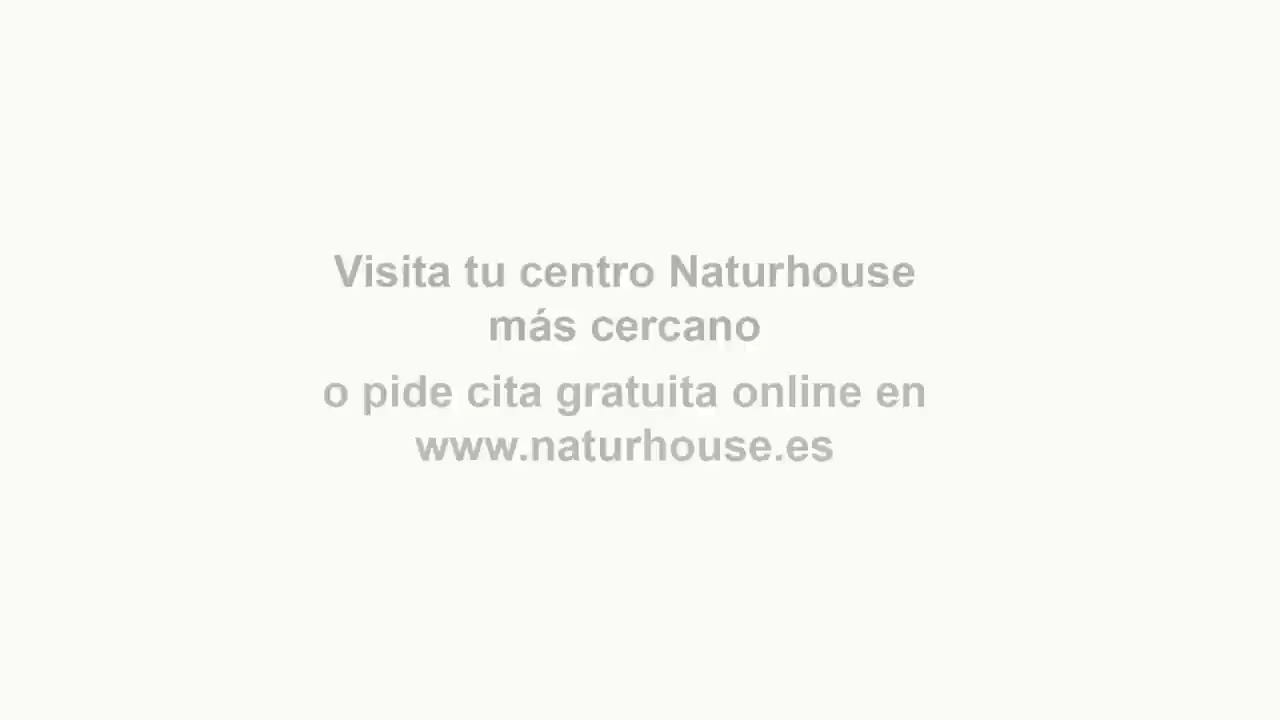 Visita tu centro Naturhouse
más cercano
o pide cita gratuita online en
www.naturhouse.es